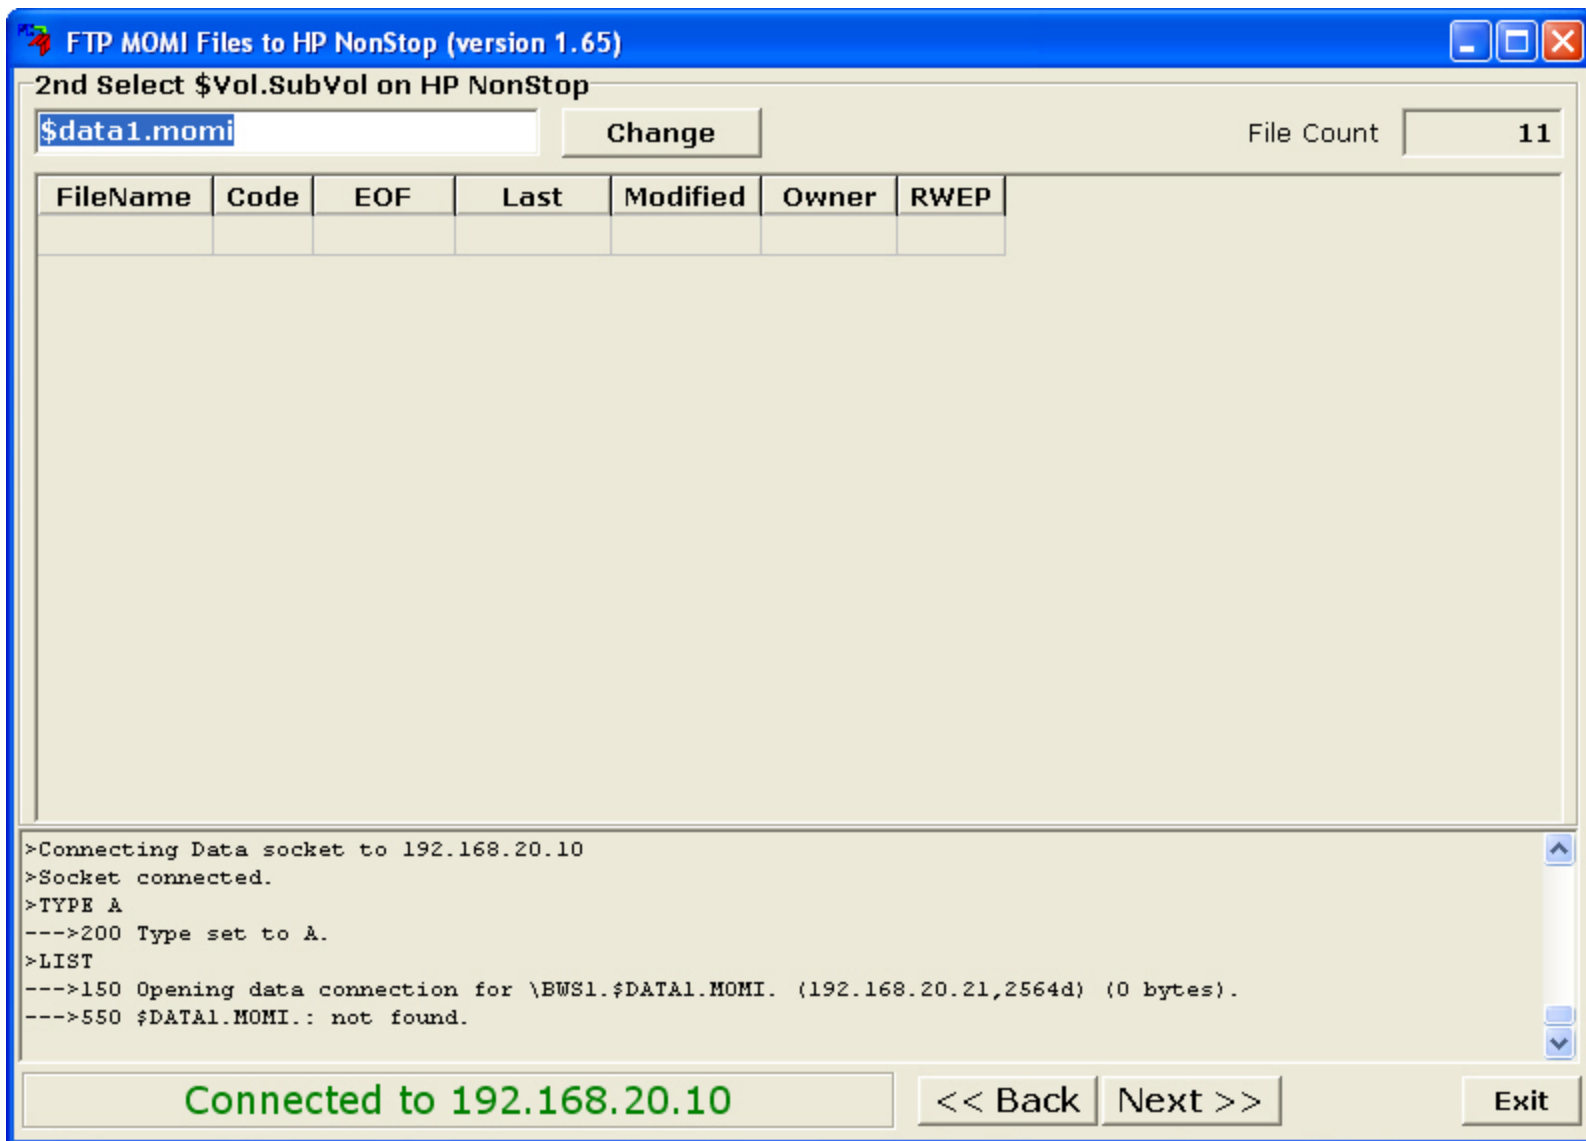 FTP MOMI Files to HP NonStop (version 1.65)
2nd Select $Vol.SubVol on HP NonStop
$data1.momi Change File Count 11
FileName Code EOF Last Modified Owner RWEP
>Connecting Data socket to 192.168.20.10
>Socket connected.
>TYPE A
--->200 Type set to A.
>LIST
--->150 Opening data connection for \BWS1.$DATA1.MOMI. (192.168.20.21,2564d) (0 bytes).
--->550 $DATA1.MOMI.: not found.
Connected to 192.168.20.10 << Back Next >> Exit